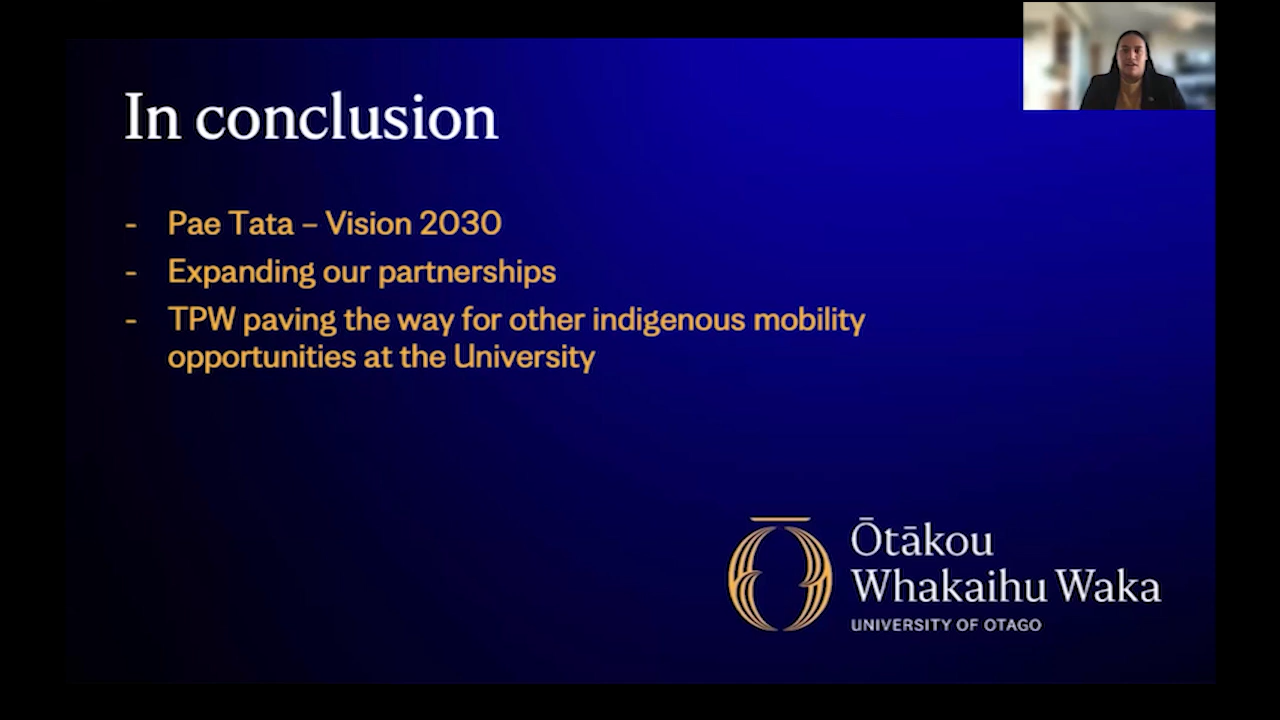 In conclusion
- Pae Tata – Vision 2030
- Expanding our partnerships
- TPW paving the way for other indigenous mobility
opportunities at the University
Ōtākou
Whakaihu Waka
UNIVERSITY OF OTAGO